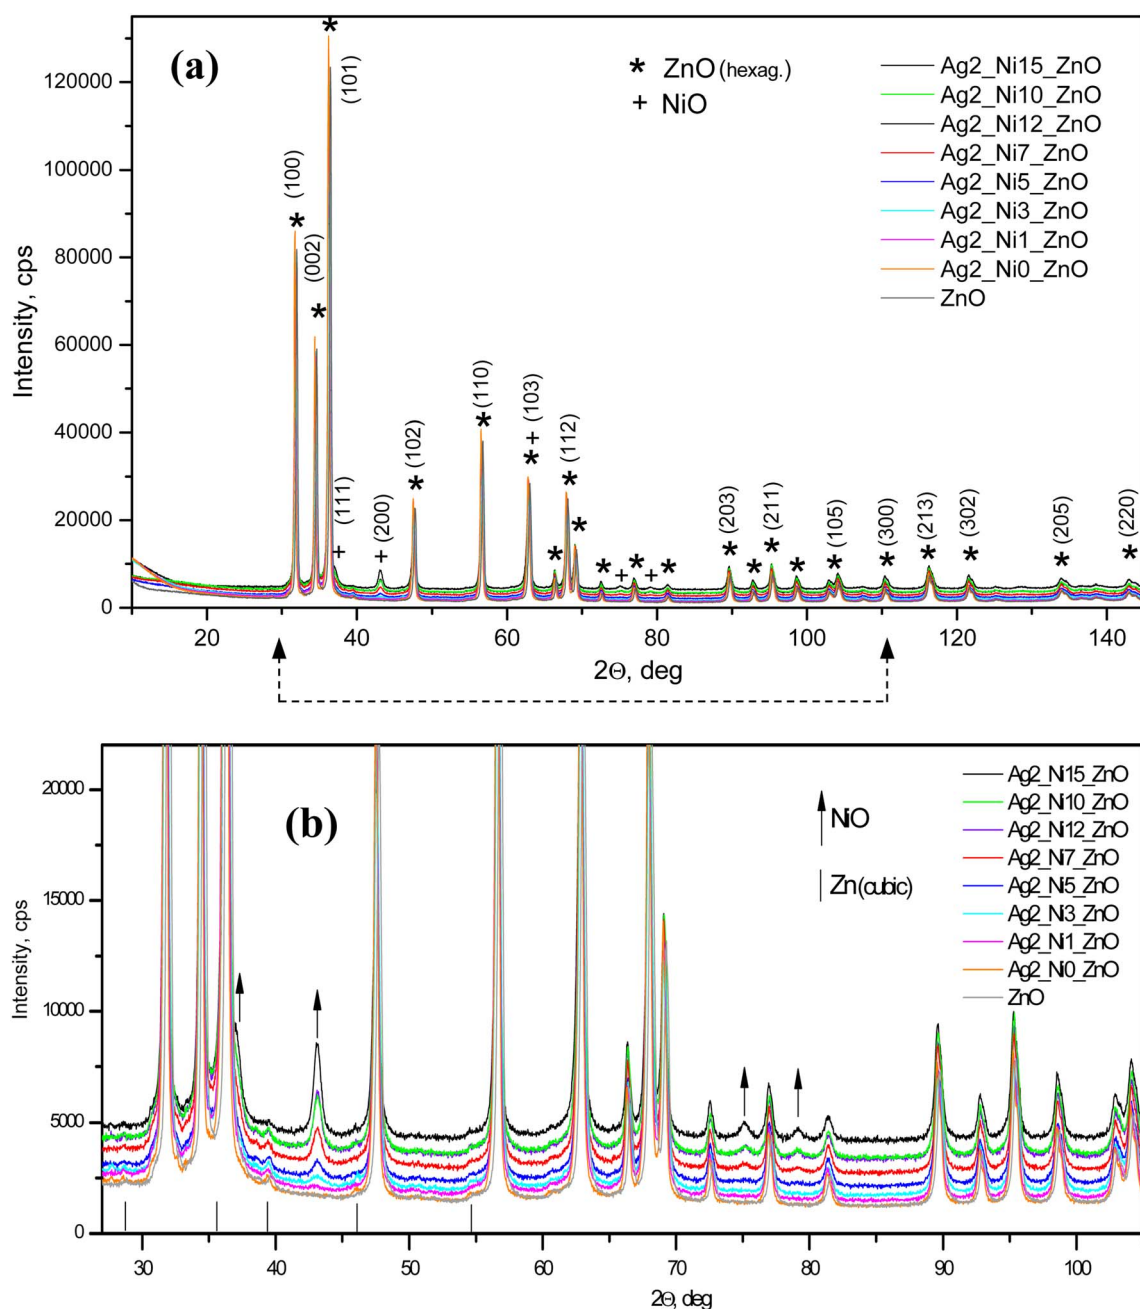 (a)
* ZnO (hexag.)
+ NiO
Ag2_Ni15_ZnO
Ag2_Ni10_ZnO
Ag2_Ni12_ZnO
Ag2_Ni7_ZnO
Ag2_Ni5_ZnO
Ag2_Ni3_ZnO
Ag2_Ni1_ZnO
Ag2_Ni0_ZnO
ZnO
Intensity, cps
120000
100000
80000
60000
40000
20000
0
* (100)
* (002)
* (101)
+ (111)
+ (200)
* (102)
* (110)
* + (103)
* (112)
*
*
*
+
*
+
*
* (203)
*
* (211)
*
* (105)
* (300)
* (213)
* (302)
* (205)
* (220)
20 40 60 80 100 120 140
2Θ, deg
(b)
NiO
Zn(cubic)
Ag2_Ni15_ZnO
Ag2_Ni10_ZnO
Ag2_Ni12_ZnO
Ag2_Ni7_ZnO
Ag2_Ni5_ZnO
Ag2_Ni3_ZnO
Ag2_Ni1_ZnO
Ag2_Ni0_ZnO
ZnO
Intensity, cps
20000
15000
10000
5000
0
30 40 50 60 70 80 90 100
2Θ, deg